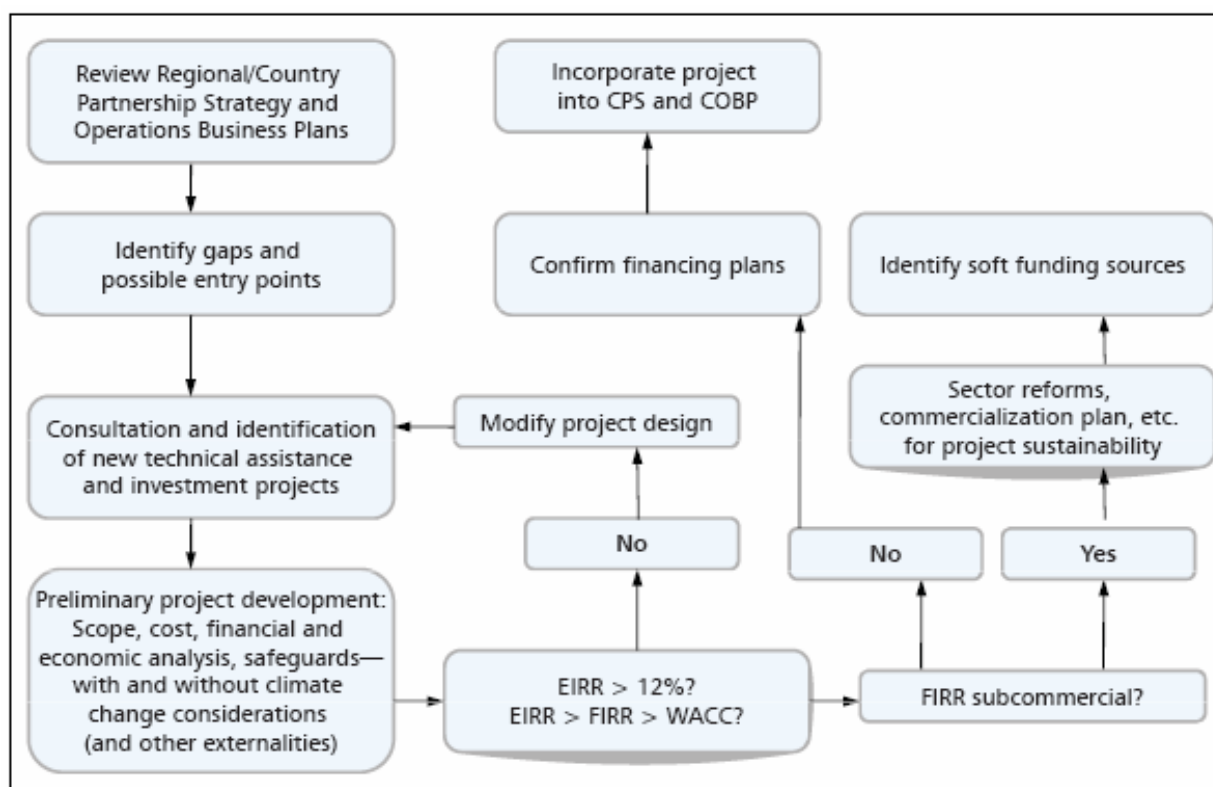 Review Regional/Country
Partnership Strategy and
Operations Business Plans
Identify gaps and
possible entry points
Consultation and identification
of new technical assistance
and investment projects
Preliminary project development:
Scope, cost, financial and
economic analysis, safeguards—
with and without climate
change considerations
(and other externalities)
Incorporate project
into CPS and COBP
Confirm financing plans
Modify project design
No
EIRR > 12%?
EIRR > FIRR > WACC?
Identify soft funding sources
Sector reforms,
commercialization plan, etc.
for project sustainability
No
Yes
FIRR subcommercial?